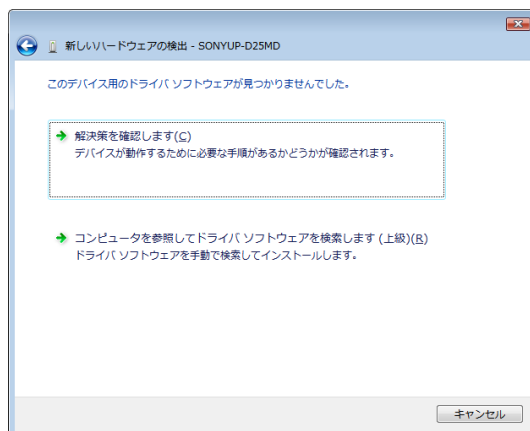 新しいハードウェアの検出 - SONYUP-D25MD
このデバイス用のドライバ ソフトウェアが見つかりませんでした。
解決策を確認します(C)
デバイスが動作するために必要な手順があるかどうかが確認されます。
コンピュータを参照してドライバ ソフトウェアを検索します (上級)(R)
ドライバ ソフトウェアを手動で検索してインストールします。
キャンセル